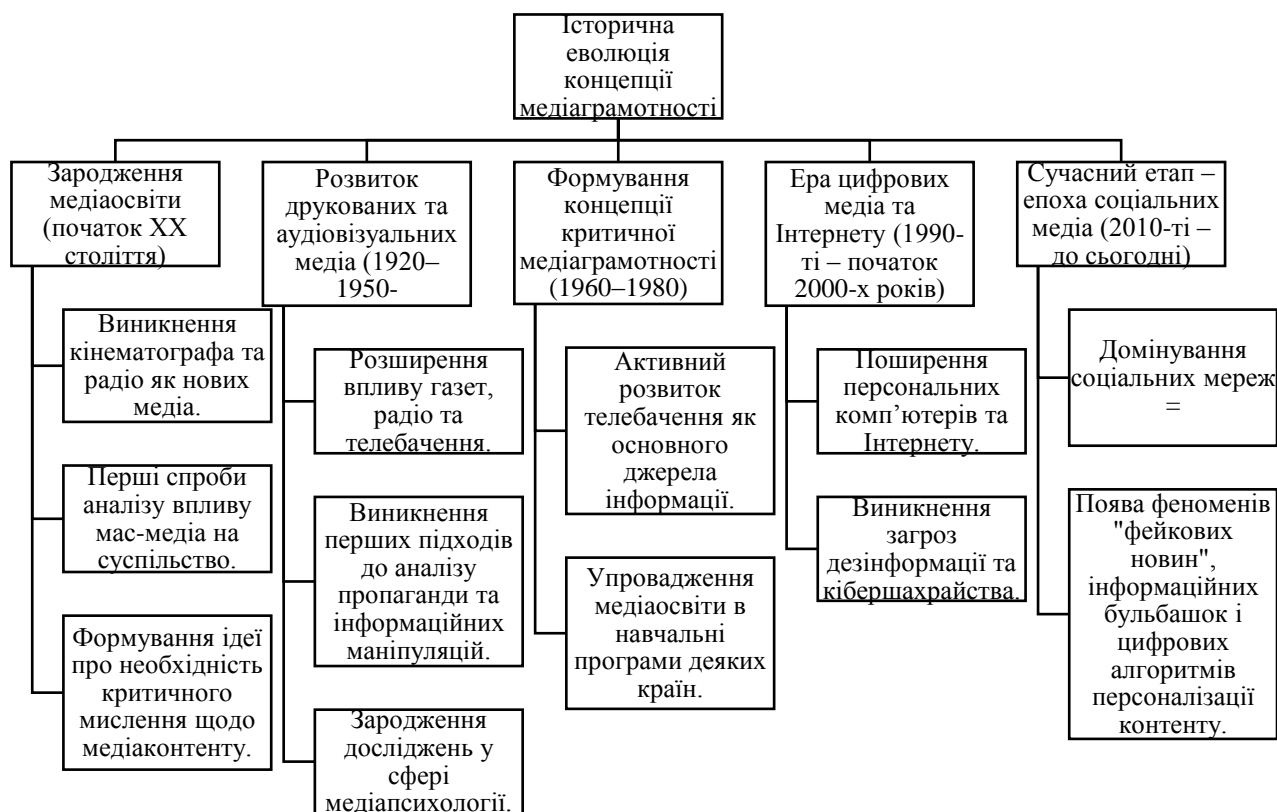 Історична
еволюція
концепції
медіаграмотності
Зародження
медіаосвіти
(початок ХХ
століття)
Виникнення
кінематографа та
радіо як нових
медіа.
Перші спроби
аналізу впливу
мас-медіа на
суспільство.
Формування ідеї
про необхідність
критичного
мислення щодо
медіаконтенту.
Розвиток
друкованих та
аудіовізуальних
медіа (1920–
1950-
Розширення
впливу газет,
радіо та
телебачення.
Виникнення
перших підходів
до аналізу
пропаганди та
інформаційних
маніпуляцій.
Зародження
досліджень у
сфері
медіапсихології.
Формування
концепції
критичної
медіаграмотності
(1960–1980)
Активний
розвиток
телебачення як
основного
джерела
інформації.
Упровадження
медіаосвіти в
навчальні
програми деяких
країн.
Ера цифрових
медіа та
Інтернету (1990-
ті – початок
2000-х років)
Поширення
персональних
комп’ютерів та
Інтернету.
Виникнення
загроз
дезінформації та
кібершахрайства.
Сучасний етап –
епоха соціальних
медіа (2010-ті –
до сьогодні)
Домінування
соціальних мереж
=
Поява феноменів
"фейкових
новин",
інформаційних
бульбашок і
цифрових
алгоритмів
персоналізації
контенту.